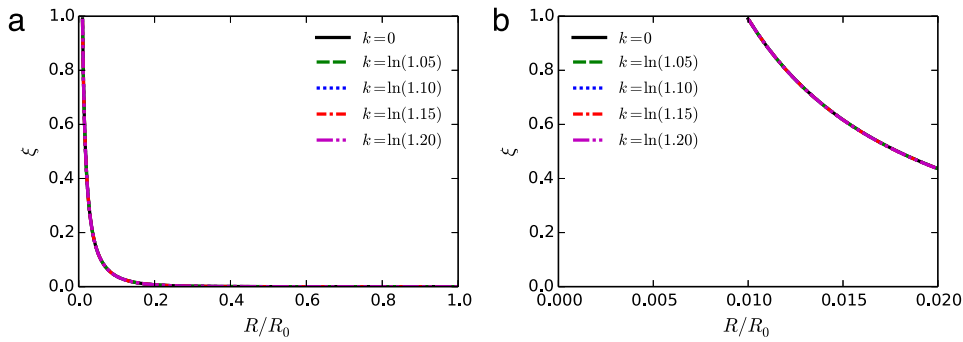 a
1.0
0.8
0.6
0.4
0.2
0.0
ξ
k=0
k=ln(1.05)
k=ln(1.10)
k=ln(1.15)
k=ln(1.20)
0.0 0.2 0.4 0.6 0.8 1.0
R/R₀
b
1.0
0.8
0.6
0.4
0.2
0.0
ξ
k=0
k=ln(1.05)
k=ln(1.10)
k=ln(1.15)
k=ln(1.20)
0.000 0.005 0.010 0.015 0.020
R/R₀